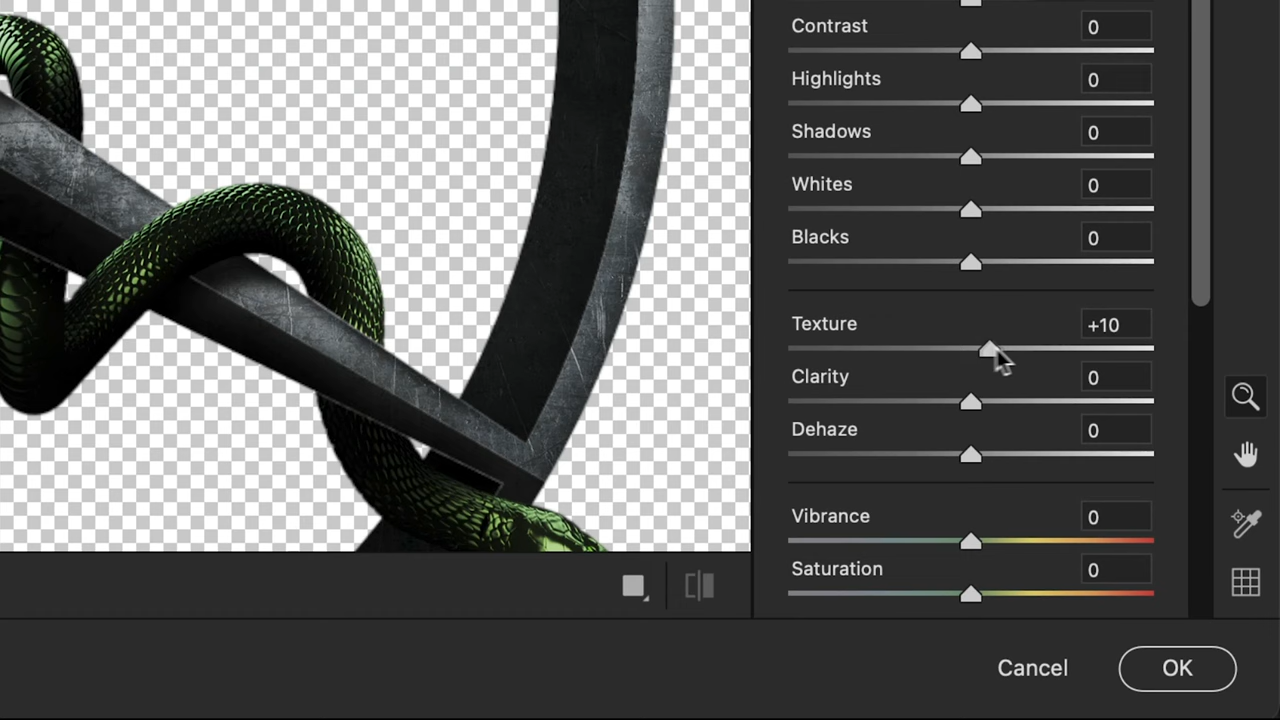 Contrast 0
Highlights 0
Shadows 0
Whites 0
Blacks 0
Texture +10
Clarity 0
Dehaze 0
Vibrance 0
Saturation 0
Cancel OK